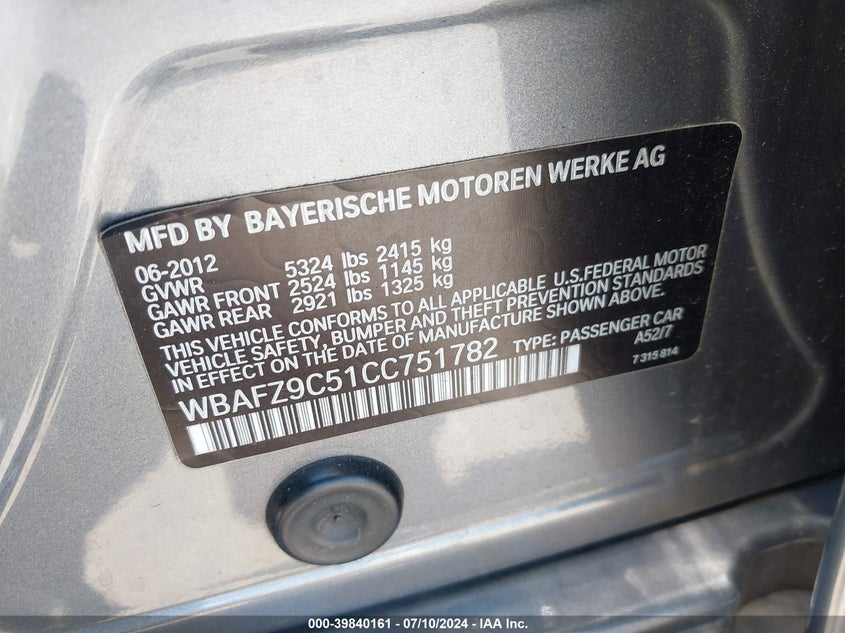 MFD BY BAYERISCHE MOTOREN WERKE AG
06-2012
GVWR 5324 lbs 2415 kg
GAWR FRONT 2524 lbs 1145 kg
GAWR REAR 2921 lbs 1325 kg
THIS VEHICLE CONFORMS TO ALL APPLICABLE U.S.FEDERAL MOTOR
VEHICLE SAFETY, BUMPER AND THEFT PREVENTION STANDARDS
IN EFFECT ON THE DATE OF MANUFACTURE SHOWN ABOVE.
WBAFZ9C51CC751782 TYPE: PASSENGER CAR
A52/7
7 315 814
000-39840161 - 07/10/2024 - IAA Inc.